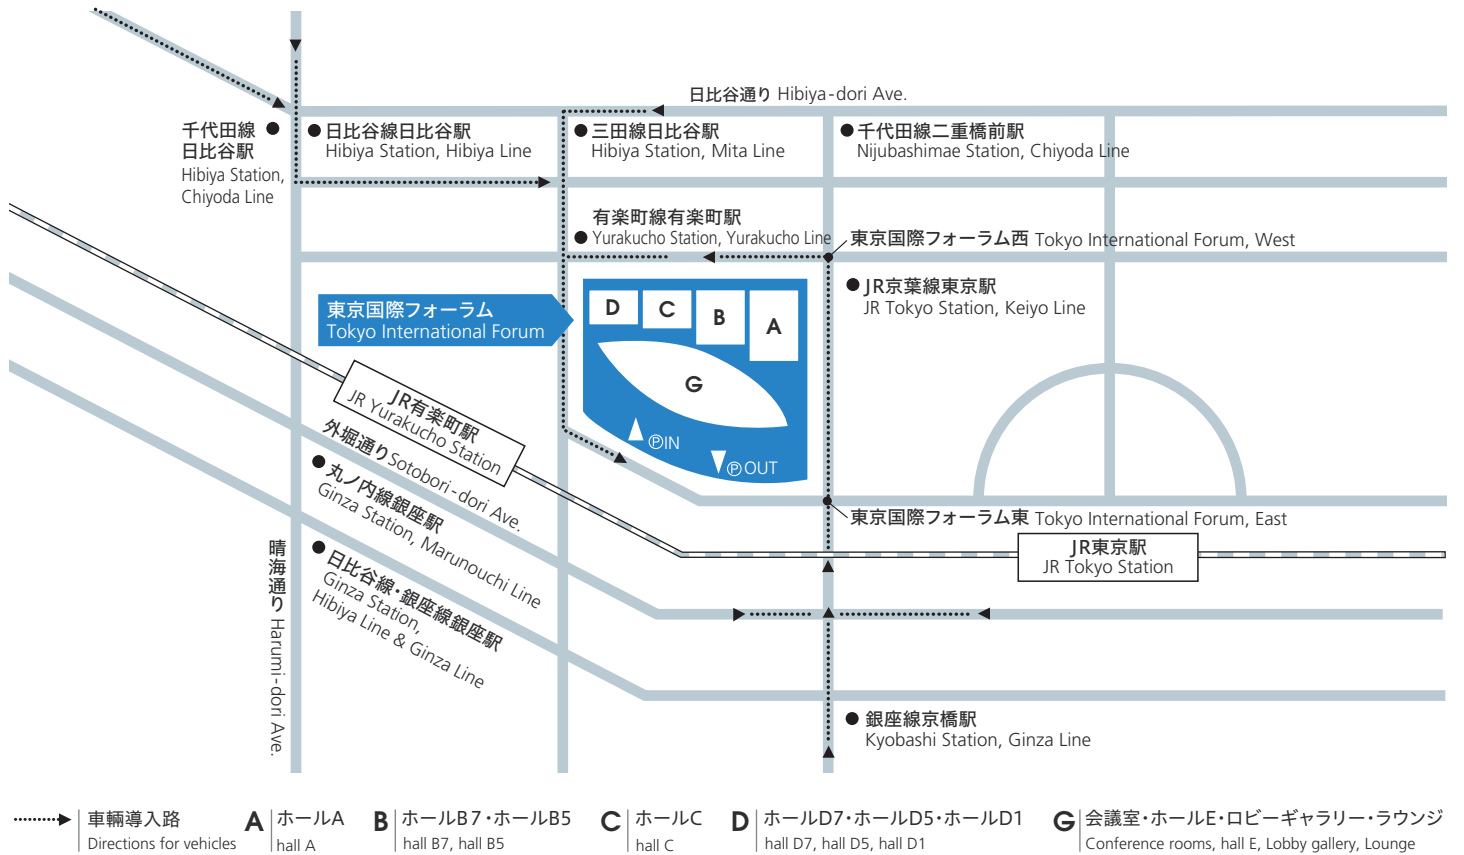 日比谷通り Hibiya-dori Ave.
千代田線
日比谷駅
Hibiya Station,
Chiyoda Line
日比谷線日比谷駅
Hibiya Station, Hibiya Line
三田線日比谷駅
Hibiya Station, Mita Line
千代田線二重橋前駅
Nijubashimae Station, Chiyoda Line
有楽町線有楽町駅
Yurakucho Station, Yurakucho Line
東京国際フォーラム西 Tokyo International Forum, West
JR京葉線東京駅
JR Tokyo Station, Keiyo Line
東京国際フォーラム
Tokyo International Forum
D
C
B
A
G
ⓅIN
ⓅOUT
JR有楽町駅
JR Yurakucho Station
外堀通り Sotobori-dori Ave.
丸ノ内線銀座駅
Ginza Station, Marunouchi Line
日比谷線・銀座線銀座駅
Ginza Station,
Hibiya Line & Ginza Line
晴海通り Harumi-dori Ave.
東京国際フォーラム東 Tokyo International Forum, East
JR東京駅
JR Tokyo Station
銀座線京橋駅
Kyobashi Station, Ginza Line
車輛導入路
Directions for vehicles
A
ホールA
hall A
B
ホールB7・ホールB5
hall B7, hall B5
C
ホールC
hall C
D
ホールD7・ホールD5・ホールD1
hall D7, hall D5, hall D1
G
会議室・ホールE・ロビーギャラリー・ラウンジ
Conference rooms, hall E, Lobby gallery, Lounge